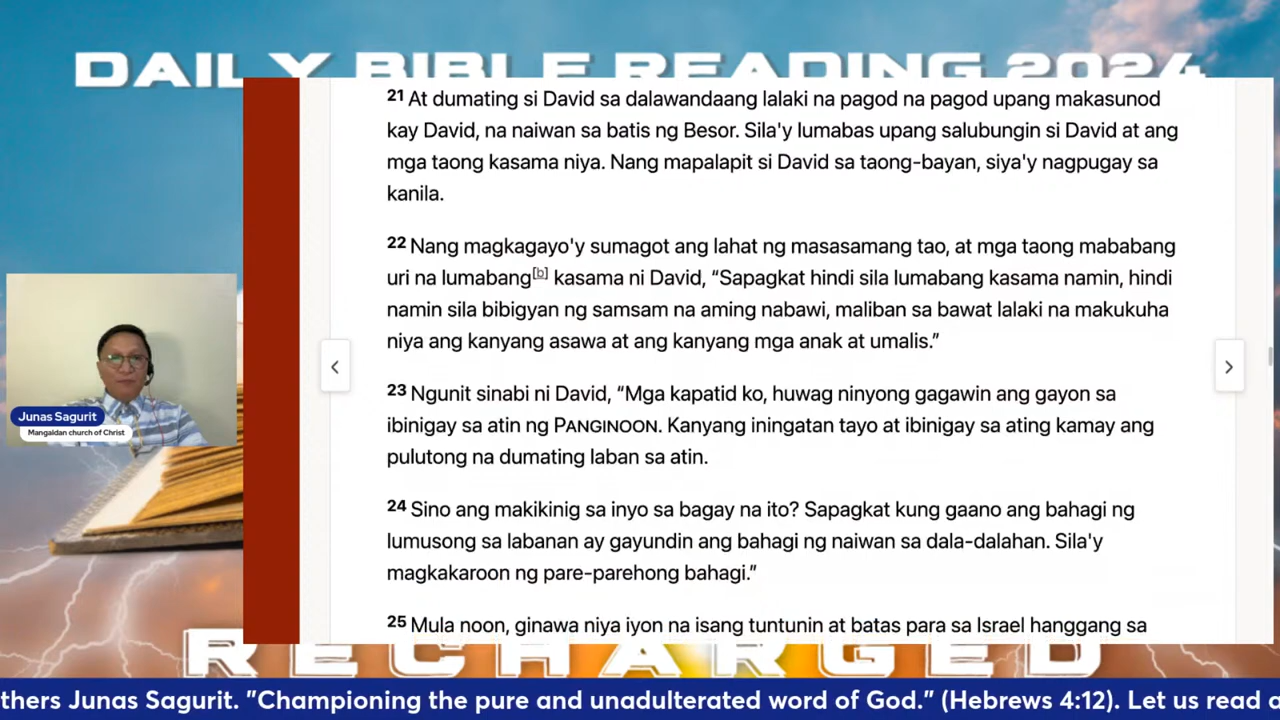 DAILY BIBLE READING 2024
21 At dumating si David sa dalawandaang lalaki na pagod na pagod upang makasunod
kay David, na naiwan sa batis ng Besor. Sila'y lumabas upang salubungin si David at ang
mga taong kasama niya. Nang mapalapit si David sa taong-bayan, siya'y nagpugay sa
kanila.
22 Nang magkagayo'y sumagot ang lahat ng masasamang tao, at mga taong mababang
uri na lumabang[b] kasama ni David, “Sapagkat hindi sila lumabang kasama namin, hindi
namin sila bibigyan ng samsam na aming nabawi, maliban sa bawat lalaki na makukuha
niya ang kanyang asawa at ang kanyang mga anak at umalis.”
23 Ngunit sinabi ni David, “Mga kapatid ko, huwag ninyong gagawin ang gayon sa
ibinigay sa atin ng PANGINOON. Kanyang iningatan tayo at ibinigay sa ating kamay ang
pulutong na dumating laban sa atin.
24 Sino ang makikinig sa inyo sa bagay na ito? Sapagkat kung gaano ang bahagi ng
lumusong sa labanan ay gayundin ang bahagi ng naiwan sa dala-dalahan. Sila'y
magkakaroon ng pare-parehong bahagi.”
25 Mula noon, ginawa niya iyon na isang tuntunin at batas para sa Israel hanggang sa
Junas Sagurit
Mangaldan church of Christ
RECHARGED
thers Junas Sagurit. "Championing the pure and unadulterated word of God." (Hebrews 4:12). Let us read